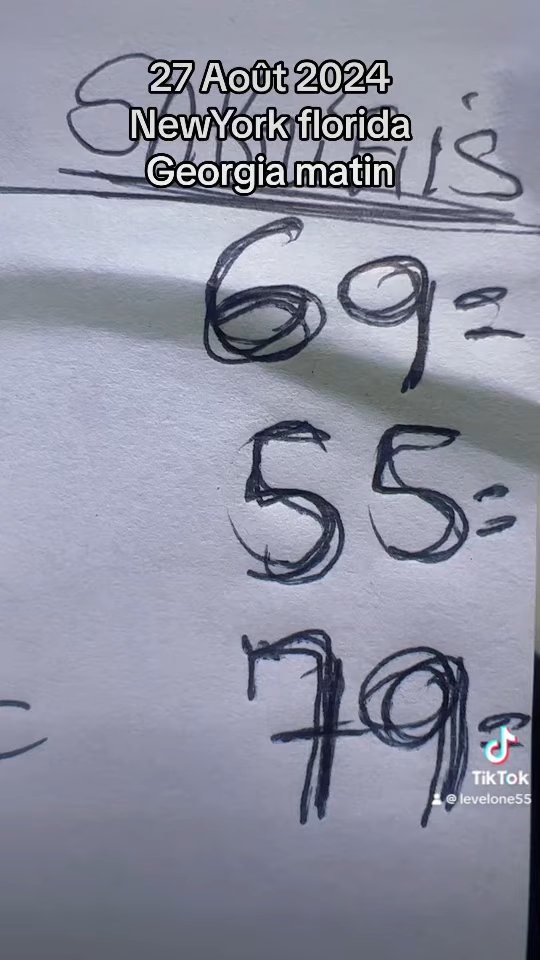 27 Août 2024
NewYork florida
Georgia matin
69=
55=
79=
TikTok
@levelone55